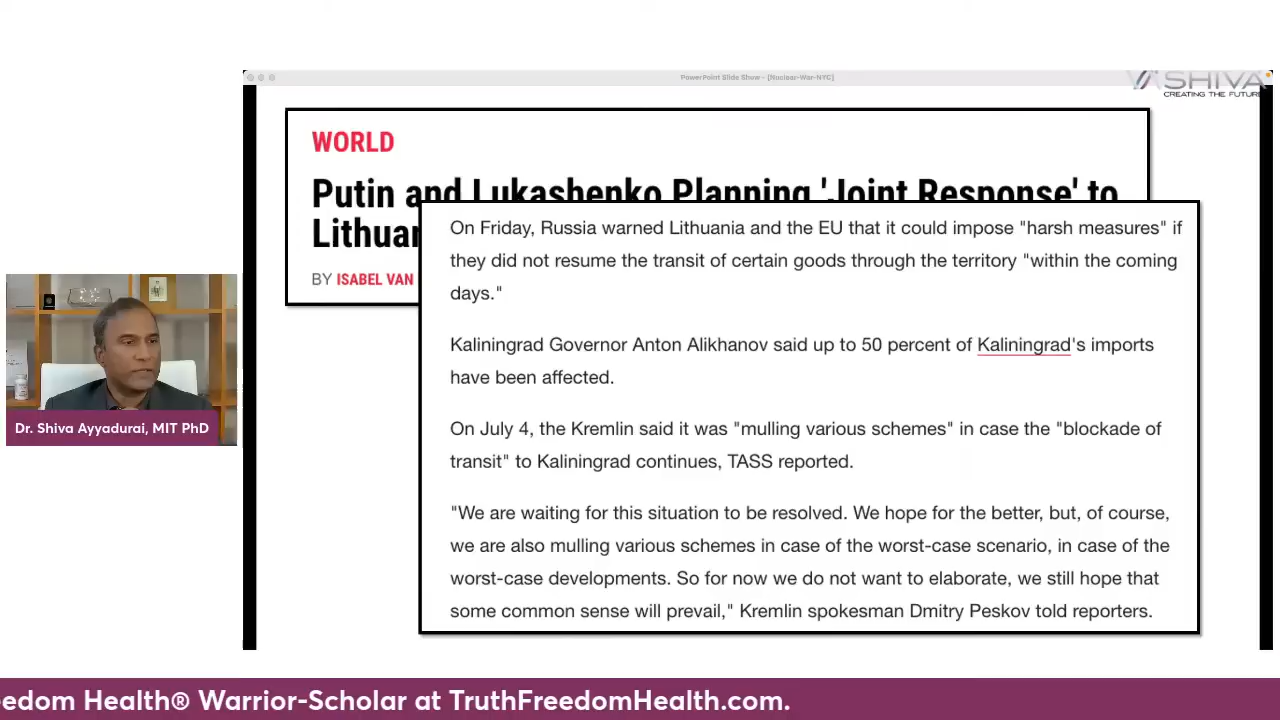 PowerPoint Slide Show - [Nuclear-War-NYC]
VA SHIVA
CREATING THE FUTURE
WORLD
Putin and Lukashenko Planning 'Joint Response' to
Lithuan
BY ISABEL VAN
On Friday, Russia warned Lithuania and the EU that it could impose "harsh measures" if
they did not resume the transit of certain goods through the territory "within the coming
days."
Kaliningrad Governor Anton Alikhanov said up to 50 percent of Kaliningrad's imports
have been affected.
On July 4, the Kremlin said it was "mulling various schemes" in case the "blockade of
transit" to Kaliningrad continues, TASS reported.
"We are waiting for this situation to be resolved. We hope for the better, but, of course,
we are also mulling various schemes in case of the worst-case scenario, in case of the
worst-case developments. So for now we do not want to elaborate, we still hope that
some common sense will prevail," Kremlin spokesman Dmitry Peskov told reporters.
Dr. Shiva Ayyadurai, MIT PhD
eedom Health® Warrior-Scholar at TruthFreedomHealth.com.